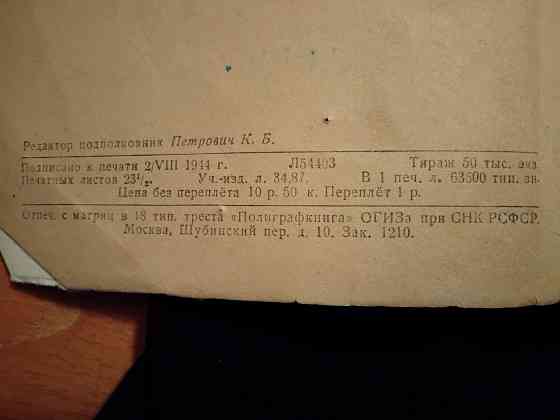 Редактор подполковник Петрович К. Б.
Подписано к печати 2/VIII 1944 г. Л54403 Тираж 50 тыс. экз.
Печатных листов 23½. Уч.-изд. л. 34,87. В 1 печ. л. 63500 тип. зн.
Цена без переплёта 10 р. 50 к. Переплёт 1 р.
Отпеч. с матриц в 18 тип. треста «Полиграфкнига» ОГИЗа при СНК РСФСР.
Москва, Шубинский пер. д. 10. Зак. 1210.